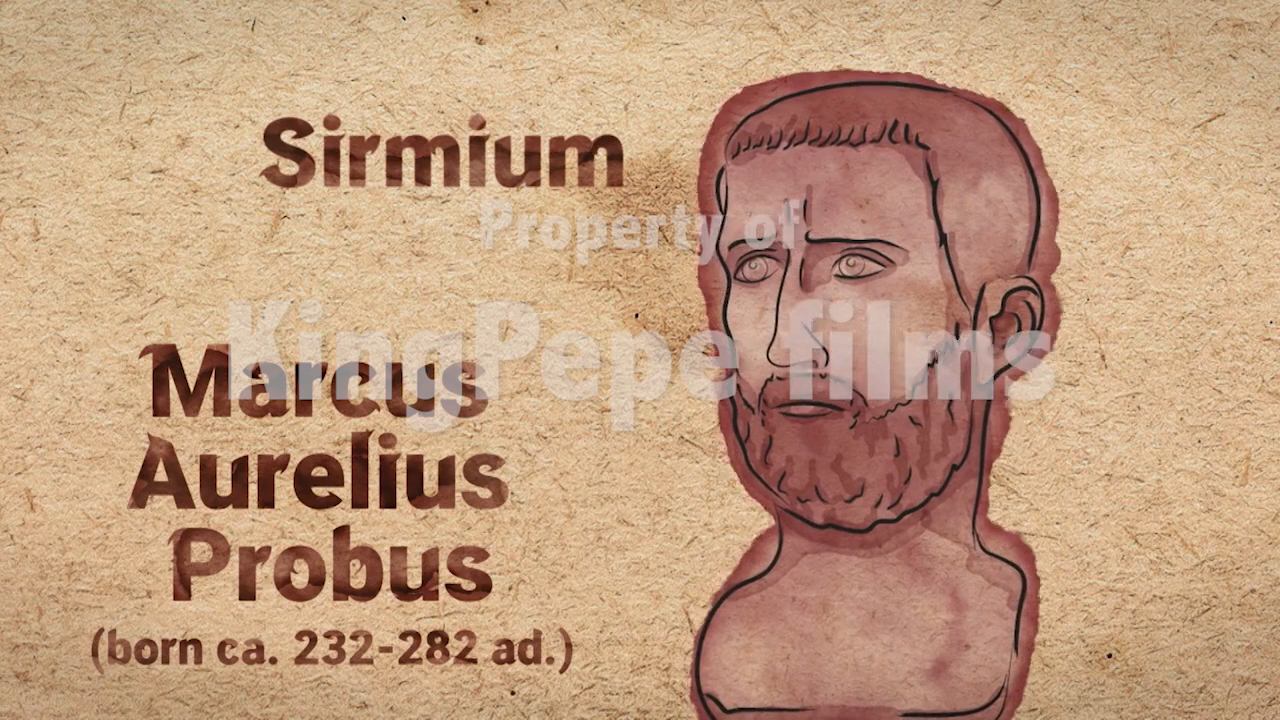 Sirmium
Property of
KingPepe films
Marcus
Aurelius
Probus
(born ca. 232-282 ad.)